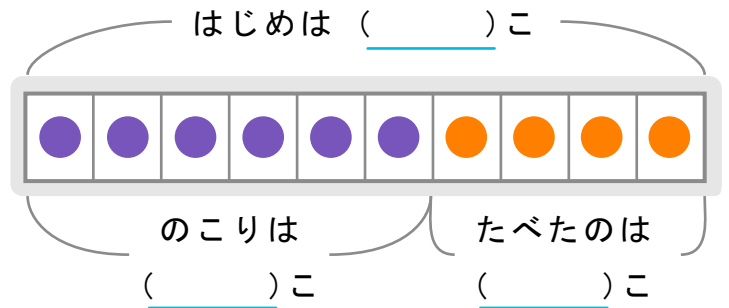 はじめは（　　　）こ
のこりは
（　　　）こ
たべたのは
（　　　）こ